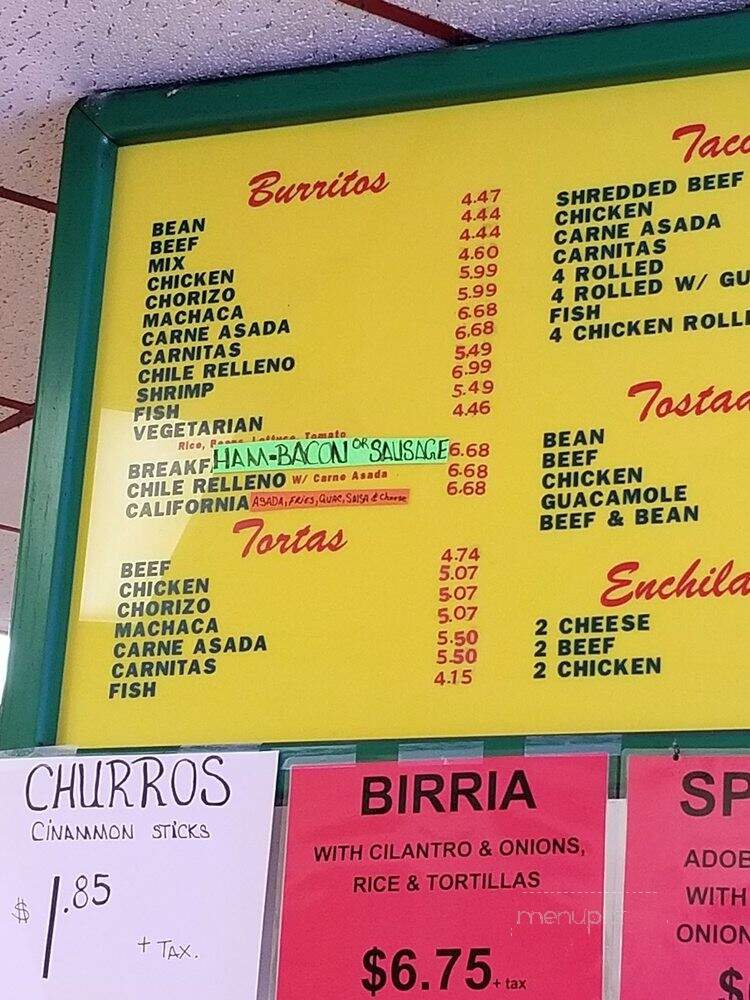 Burritos
BEAN 4.47
BEEF 4.44
MIX 4.44
CHICKEN 4.60
CHORIZO 5.99
MACHACA 5.99
CARNE ASADA 6.68
CARNITAS 6.68
CHILE RELLENO 5.49
SHRIMP 6.99
FISH 5.49
VEGETARIAN 4.46
Rice, Beans, Lettuce, Tomato
BREAKF HAM-BACON OR SAUSAGE 6.68
CHILE RELLENO W/ Carne Asada 6.68
CALIFORNIA ASADA, FRIES, GUAC, SALSA & Cheese 6.68
Tortas
BEEF 4.74
CHICKEN 5.07
CHORIZO 5.07
MACHACA 5.07
CARNE ASADA 5.50
CARNITAS 5.50
FISH 4.15
Taco
SHREDDED BEEF
CHICKEN
CARNE ASADA
CARNITAS
4 ROLLED
4 ROLLED W/ GU
FISH
4 CHICKEN ROLL
Tostad
BEAN
BEEF
CHICKEN
GUACAMOLE
BEEF & BEAN
Enchila
2 CHEESE
2 BEEF
2 CHICKEN
CHURROS
CINANMON STICKS
$1.85
+ TAX.
BIRRIA
WITH CILANTRO & ONIONS,
RICE & TORTILLAS
$6.75 + tax
SP
ADOB
WITH
ONION
$
menupix